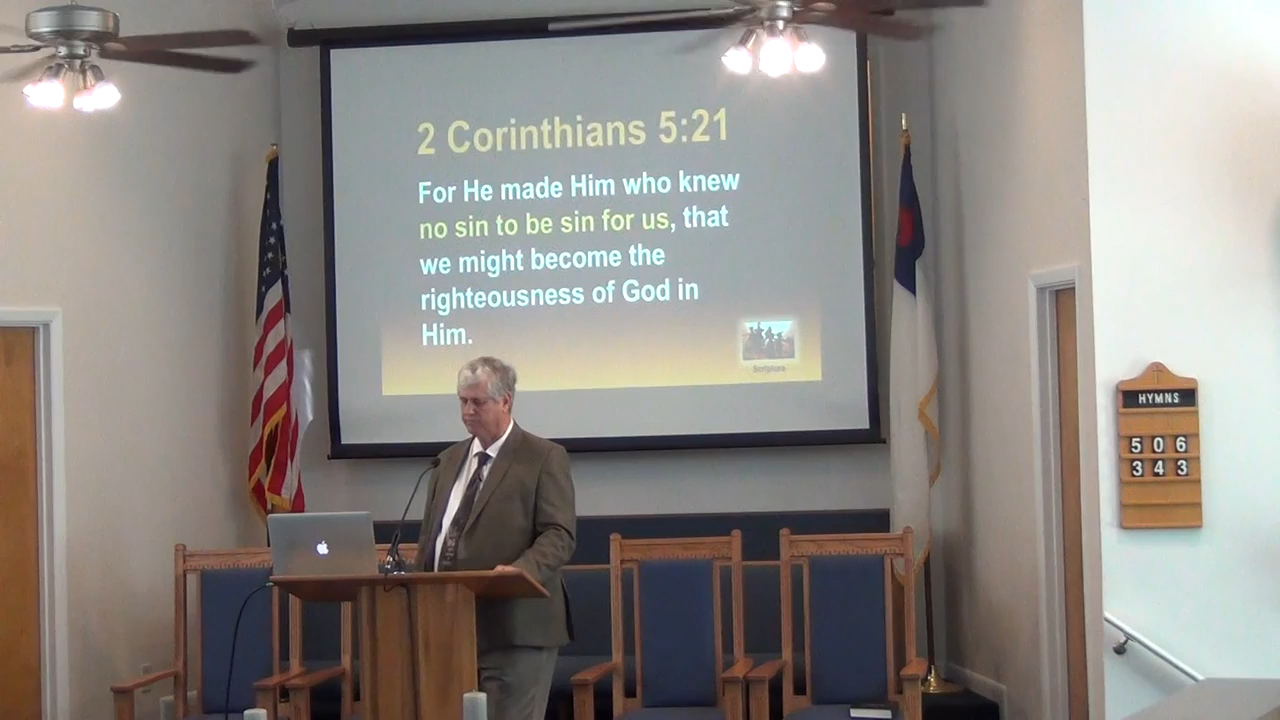 2 Corinthians 5:21
For He made Him who knew
no sin to be sin for us, that
we might become the
righteousness of God in
Him.
Scripture
HYMNS
506
343